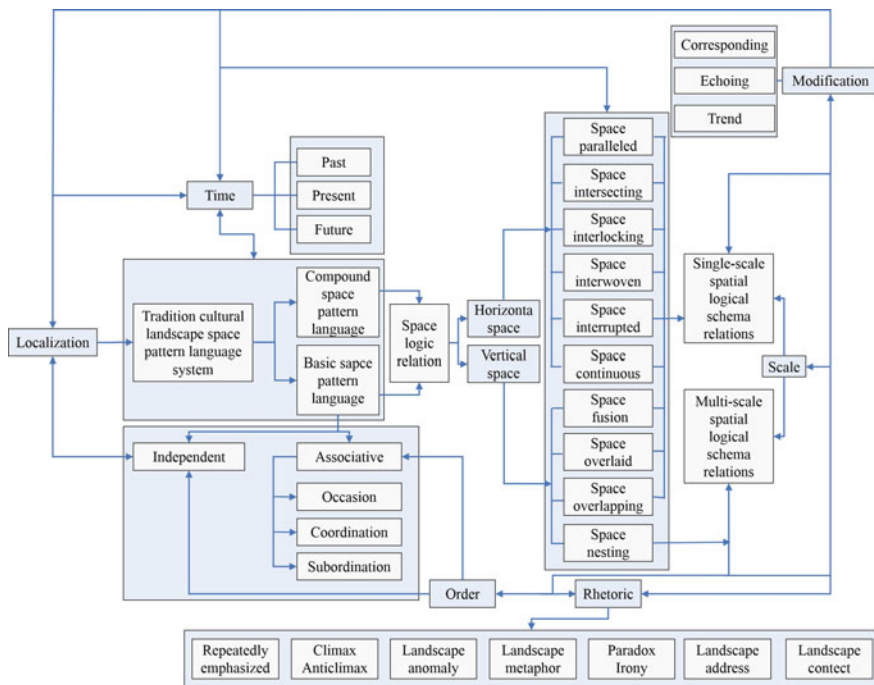 Corresponding
Echoing
Modification
Trend
Space
paralleled
Past
Space
intersecting
Time
Present
Future
Space
interlocking
Compound
space
pattern
language
Space
interwoven
Single-scale
spatial
logical
schema
relations
Tradition cultural
landscape space
pattern language
system
Horizonta
space
Space
logic
relation
Space
interrupted
Localization
Basic sapce
pattern
language
Vertical
space
Space
continuous
Scale
Space
fusion
Multi-scale
spatial
logical
schema
relations
Independent
Associative
Space
overlaid
Occasion
Space
overlapping
Coordination
Space
nesting
Subordination
Order
Rhetoric
Repeatedly
emphasized
Climax
Anticlimax
Landscape
anomaly
Landscape
metaphor
Paradox
Irony
Landscape
address
Landscape
contect